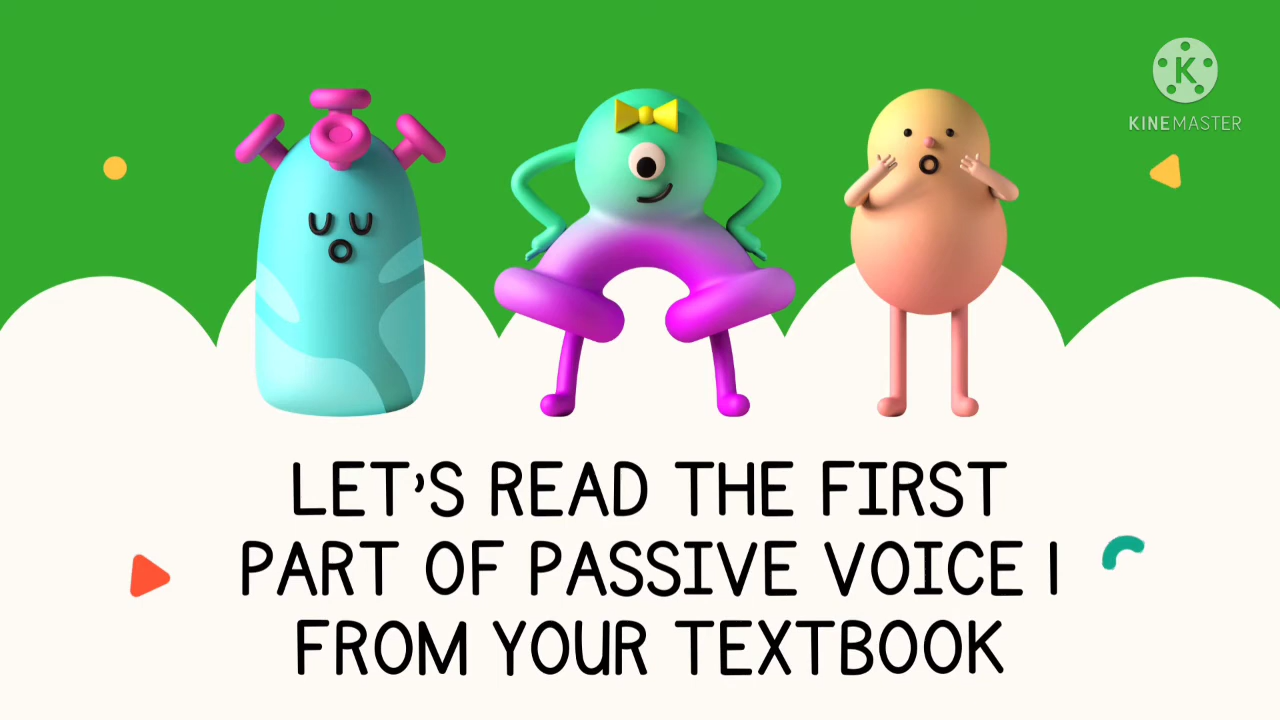 K
KINEMASTER
LET'S READ THE FIRST
PART OF PASSIVE VOICE I
FROM YOUR TEXTBOOK